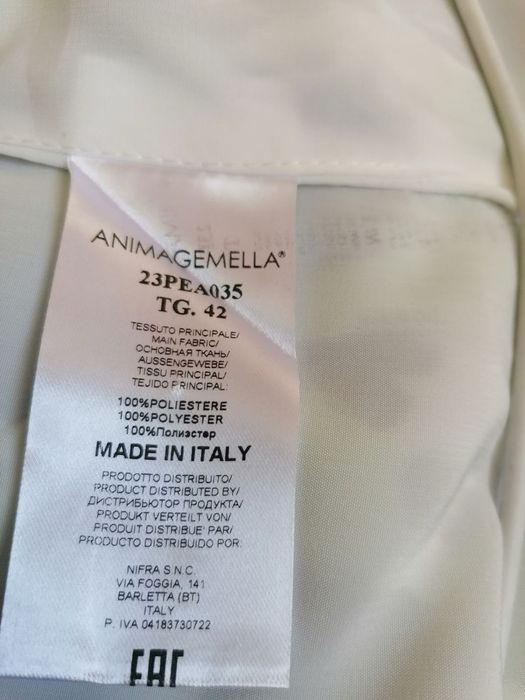 ANIMAGEMELLA®
23PEA035
TG. 42
TESSUTO PRINCIPALE/
MAIN FABRIC/
ОСНОВНАЯ ТКАНЬ/
AUSSENGEWEBE/
TISSU PRINCIPAL/
TEJIDO PRINCIPAL:
100%POLIESTERE
100%POLYESTER
100%Полиэстер
MADE IN ITALY
PRODOTTO DISTRIBUITO/
PRODUCT DISTRIBUTED BY/
ДИСТРИБЬЮТОР ПРОДУКТА/
PRODUKT VERTEILT VON/
PRODUIT DISTRIBUE' PAR/
PRODUCTO DISTRIBUIDO POR:
NIFRA S.N.C.
VIA FOGGIA, 141
BARLETTA (BT)
ITALY
P. IVA 04183730722
EAC